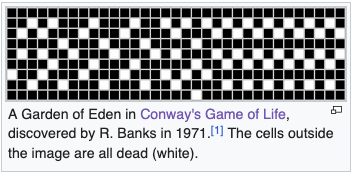 A Garden of Eden in Conway's Game of Life,
discovered by R. Banks in 1971.[1] The cells outside
the image are all dead (white).